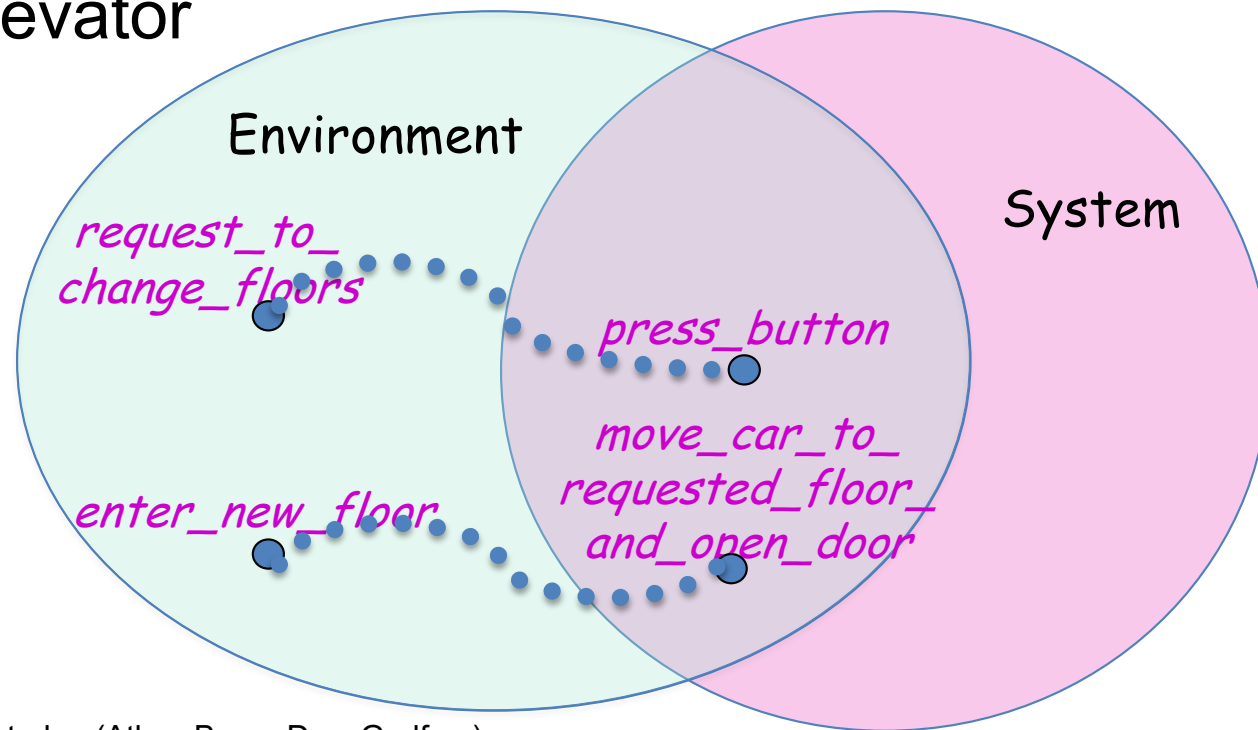 evator
Environment
System
request_to_
change_floors
press_button
move_car_to_
requested_floor_
and_open_door
enter_new_floor